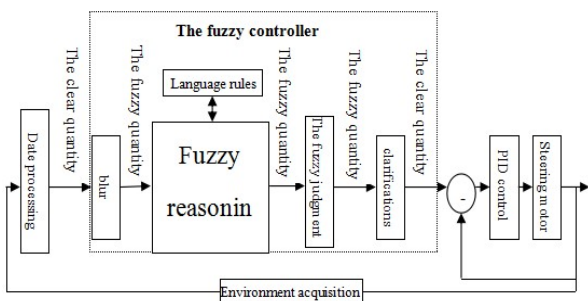 The fuzzy controller
The clear quantity
The fuzzy quantity
Language rules
The fuzzy quantity
The fuzzy quantity
The clear quantity
Date processing
blur
Fuzzy
reasonin
The fuzzy judgment
clarifications
-
PID control
Steering motor
Environment acquisition